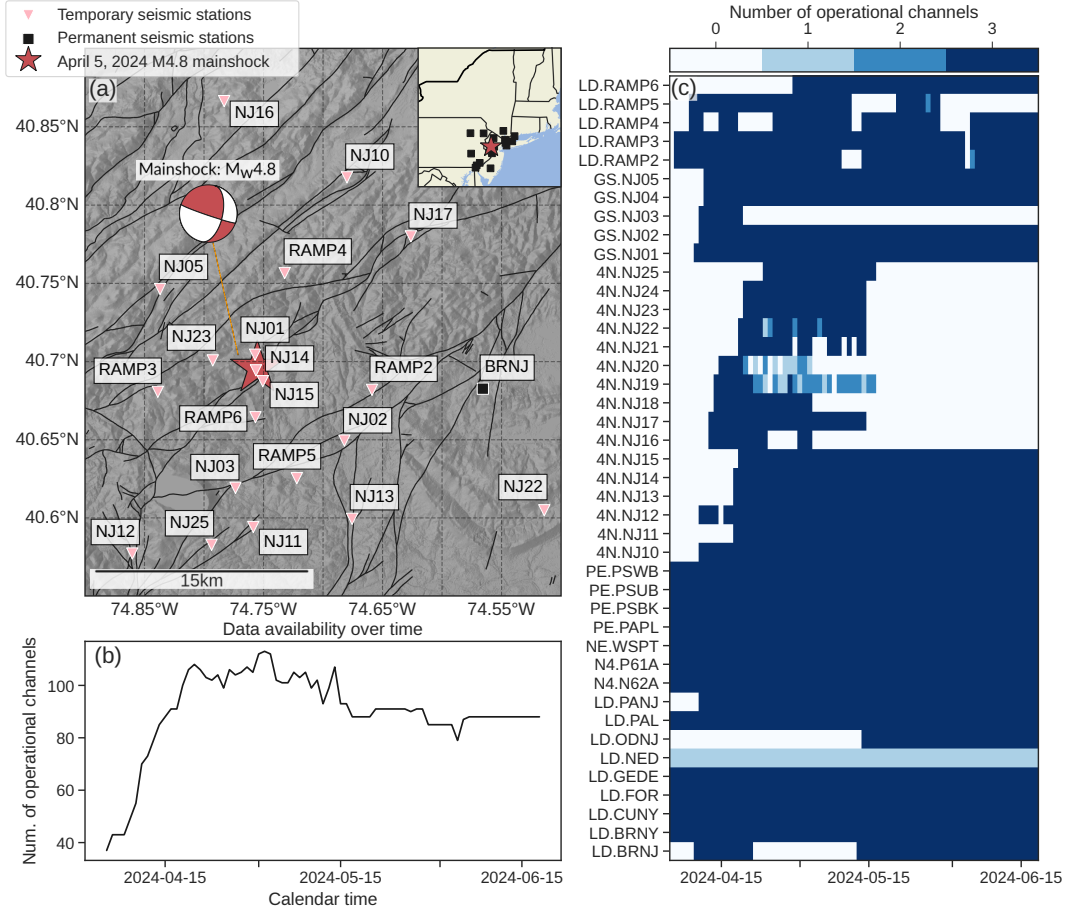 Temporary seismic stations
Permanent seismic stations
April 5, 2024 M4.8 mainshock
(a)
NJ16
NJ10
Mainshock: MW4.8
NJ17
RAMP4
NJ05
NJ01
NJ23
NJ14
RAMP3
RAMP2
BRNJ
NJ15
RAMP6
NJ02
RAMP5
NJ03
NJ22
NJ13
NJ25
NJ12
NJ11
15km
40.85°N
40.8°N
40.75°N
40.7°N
40.65°N
40.6°N
74.85°W
74.75°W
74.65°W
74.55°W
Data availability over time
(b)
Num. of operational channels
100
80
60
40
2024-04-15
2024-05-15
2024-06-15
Calendar time
Number of operational channels
0
1
2
3
(c)
LD.RAMP6
LD.RAMP5
LD.RAMP4
LD.RAMP3
LD.RAMP2
GS.NJ05
GS.NJ04
GS.NJ03
GS.NJ02
GS.NJ01
4N.NJ25
4N.NJ24
4N.NJ23
4N.NJ22
4N.NJ21
4N.NJ20
4N.NJ19
4N.NJ18
4N.NJ17
4N.NJ16
4N.NJ15
4N.NJ14
4N.NJ13
4N.NJ12
4N.NJ11
4N.NJ10
PE.PSWB
PE.PSUB
PE.PSBK
PE.PAPL
NE.WSPT
N4.P61A
N4.N62A
LD.PANJ
LD.PAL
LD.ODNJ
LD.NED
LD.GEDE
LD.FOR
LD.CUNY
LD.BRNY
LD.BRNJ
2024-04-15
2024-05-15
2024-06-15